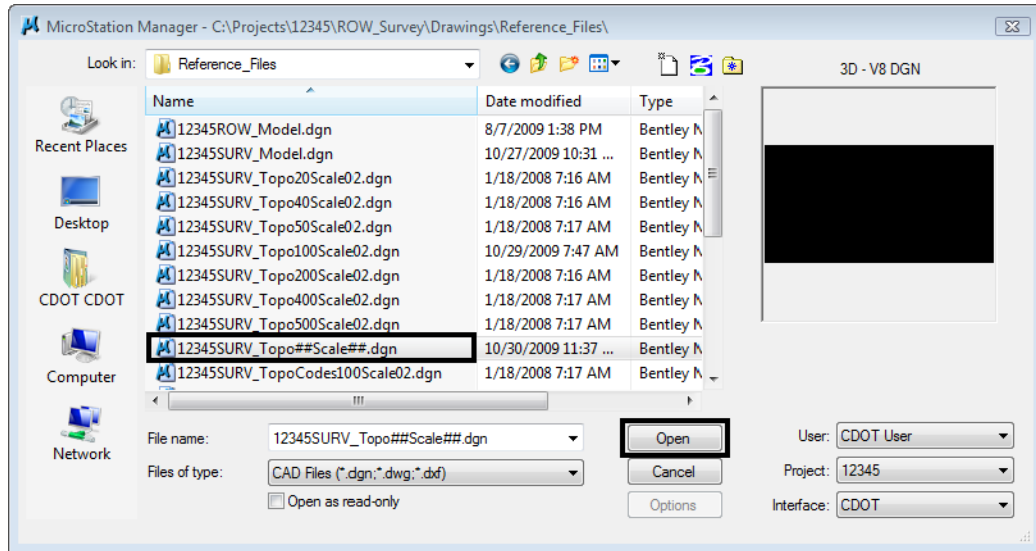 MicroStation Manager - C:\Projects\12345\ROW_Survey\Drawings\Reference_Files\
Look in: Reference_Files
3D - V8 DGN
Name Date modified Type
12345ROW_Model.dgn 8/7/2009 1:38 PM Bentley N
12345SURV_Model.dgn 10/27/2009 10:31 ... Bentley N
12345SURV_Topo20Scale02.dgn 1/18/2008 7:16 AM Bentley N
12345SURV_Topo40Scale02.dgn 1/18/2008 7:16 AM Bentley N
12345SURV_Topo50Scale02.dgn 1/18/2008 7:17 AM Bentley N
12345SURV_Topo100Scale02.dgn 10/29/2009 7:47 AM Bentley N
12345SURV_Topo200Scale02.dgn 1/18/2008 7:16 AM Bentley N
12345SURV_Topo400Scale02.dgn 1/18/2008 7:17 AM Bentley N
12345SURV_Topo500Scale02.dgn 1/18/2008 7:17 AM Bentley N
12345SURV_Topo##Scale##.dgn 10/30/2009 11:37 ... Bentley N
12345SURV_TopoCodes100Scale02.dgn 1/18/2008 7:17 AM Bentley N
Recent Places
Desktop
CDOT CDOT
Computer
Network
File name: 12345SURV_Topo##Scale##.dgn Open
Files of type: CAD Files (*.dgn;*.dwg;*.dxf) Cancel
Open as read-only Options
User: CDOT User
Project: 12345
Interface: CDOT